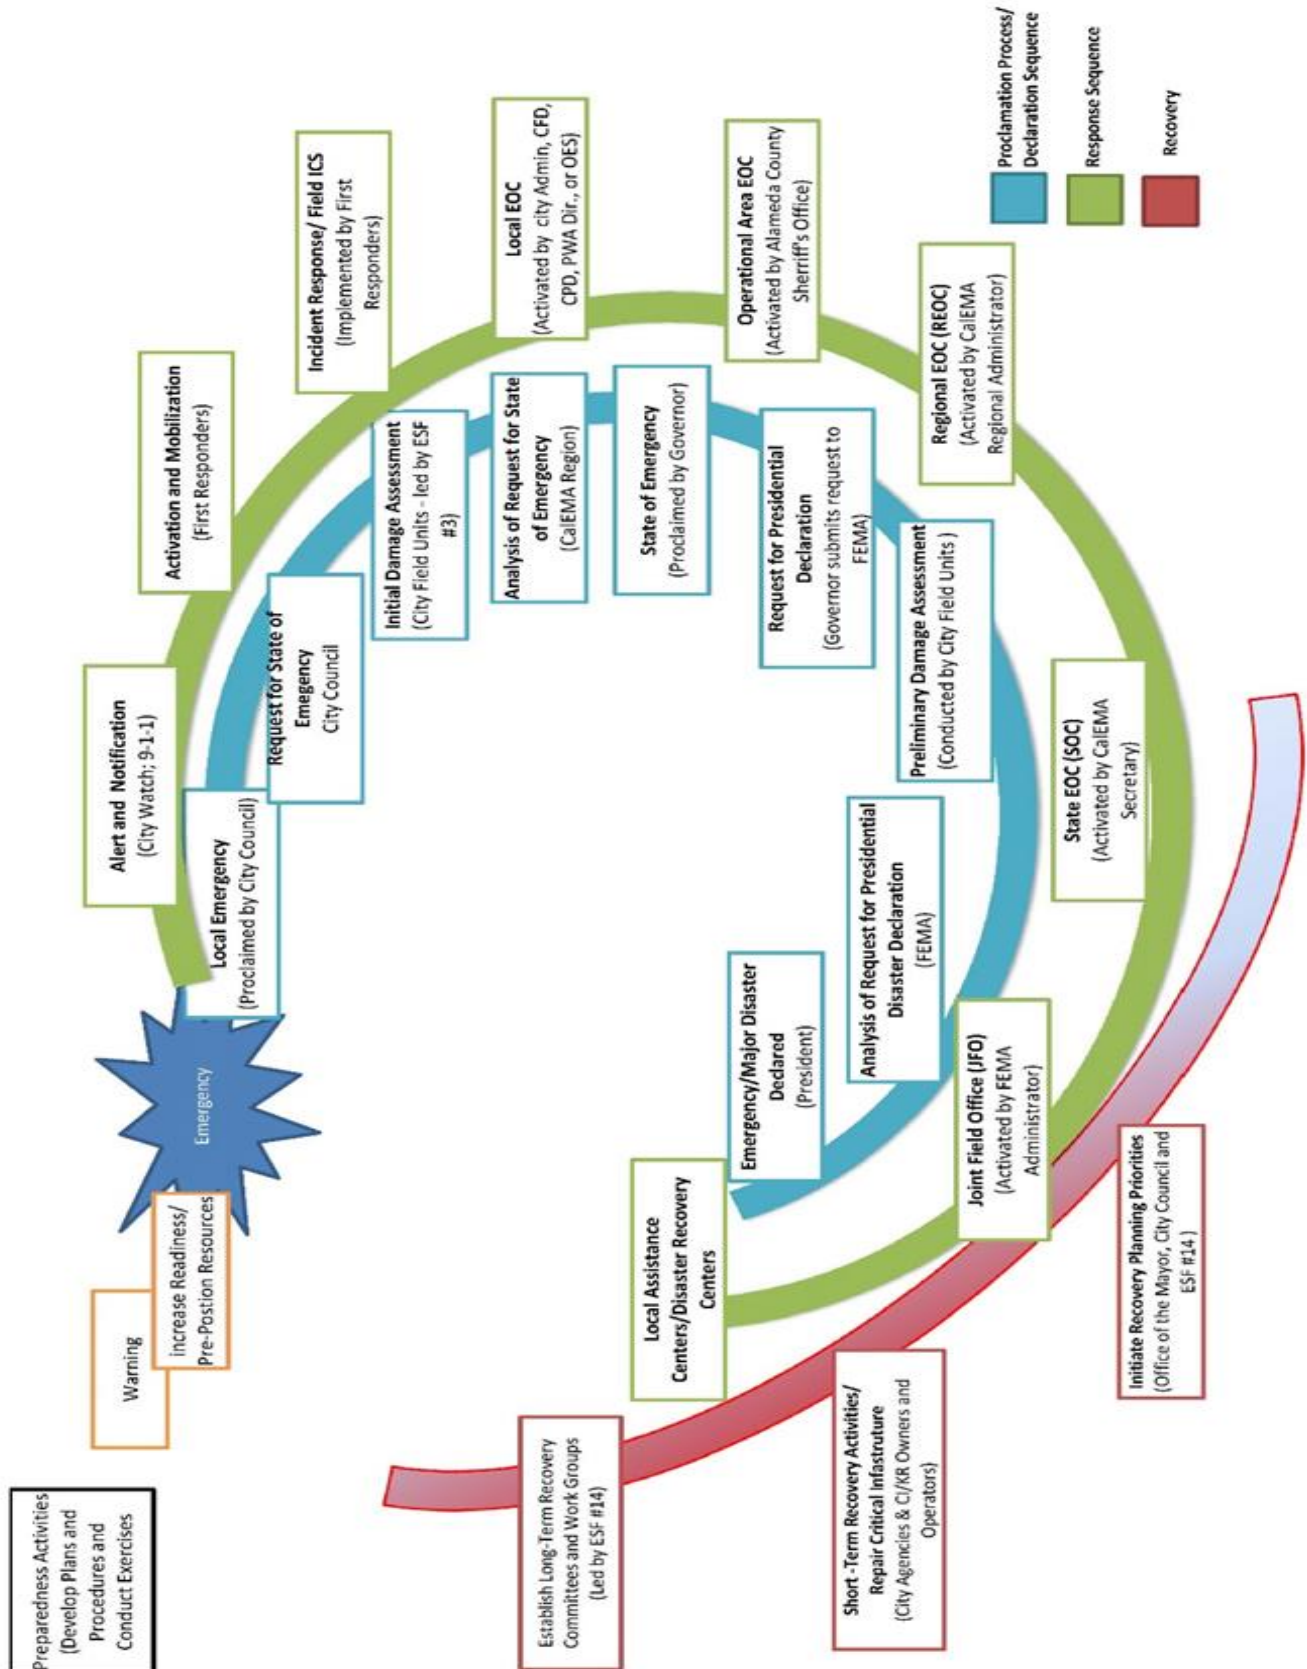 Preparedness Activities
(Develop Plans and
Procedures and
Conduct Exercises
Warning
increase Readiness/
Pre-Postion Resources
Emergency
Alert and Notification
(City Watch; 9-1-1)
Activation and Mobilization
(First Responders)
Incident Response/ Field ICS
(Implemented by First
Responders)
Local EOC
(Activated by city Admin, CFD,
CPD, PWA Dir., or OES)
Operational Area EOC
(Activated by Alameda County
Sherriff's Office)
Regional EOC (REOC)
(Activated by CalEMA
Regional Administrator)
State EOC (SOC)
(Activated by CalEMA
Secretary)
Joint Field Office (JFO)
(Activated by FEMA
Administrator)
Local Assistance
Centers/Disaster Recovery
Centers
Local Emergency
(Proclaimed by City Council)
Request for State of
Emegency
City Council
Initial Damage Assessment
(City Field Units - led by ESF
#3)
Analysis of Request for State
of Emergency
(CalEMA Region)
State of Emergency
(Proclaimed by Governor)
Request for Presidential
Declaration
(Governor submits request to
FEMA)
Preliminary Damage Assessment
(Conducted by City Field Units )
Analysis of Request for Presidential
Disaster Declaration
(FEMA)
Emergency/Major Disaster
Declared
(President)
Initiate Recovery Planning Priorities
(Office of the Mayor, City Council and
ESF #14 )
Short -Term Recovery Activities/
Repair Critical Infastruture
(City Agencies & CI/KR Owners and
Operators)
Establish Long-Term Recovery
Committees and Work Groups
(Led by ESF #14)
Proclamation Process/
Declaration Sequence
Response Sequence
Recovery